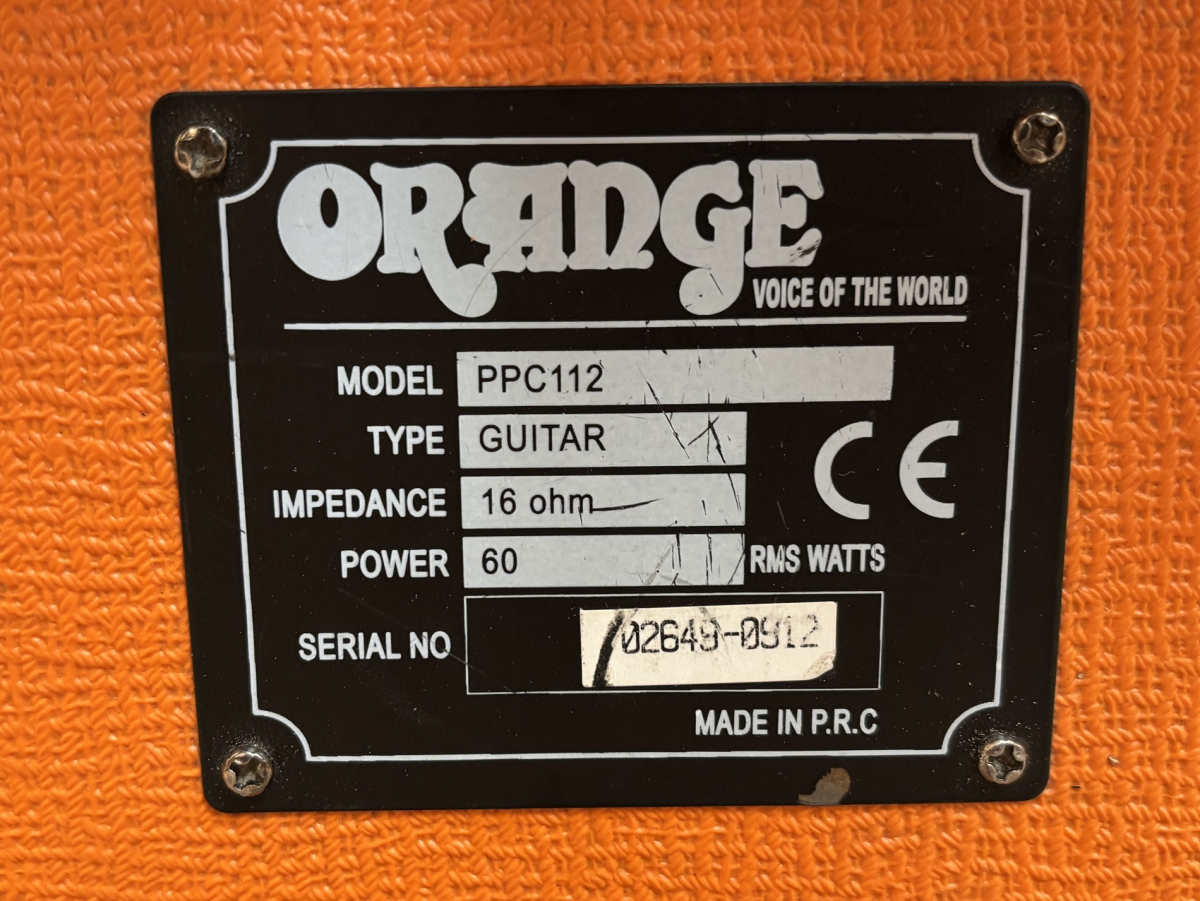 ORANGE
VOICE OF THE WORLD
MODEL PPC112
TYPE GUITAR
IMPEDANCE 16 ohm
POWER 60 RMS WATTS
CE
SERIAL NO 02649-0912
MADE IN P.R.C